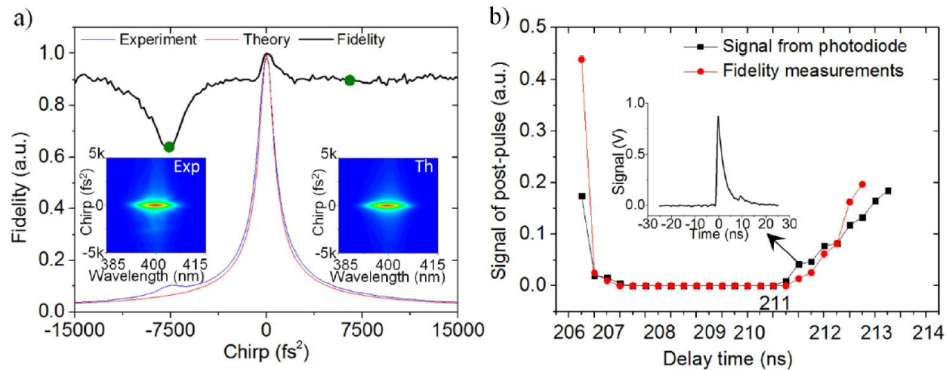 a)
Experiment Theory Fidelity
1.0
0.8
0.6
0.4
0.2
0.0
Fidelity (a.u.)
-15000 -7500 0 7500 15000
Chirp (fs²)
Exp
5k
0
-5k
Chirp (fs²)
385 400 415
Wavelength (nm)
Th
5k
0
-5k
Chirp (fs²)
385 400 415
Wavelength (nm)
b)
Signal from photodiode
Fidelity measurements
0.5
0.4
0.3
0.2
0.1
0.0
Signal of post-pulse (a.u.)
1.0
0.5
0.0
Signal (V)
-30 -20 -10 0 10 20 30
Time (ns)
211
206 207 208 209 210 212 214
Delay time (ns)